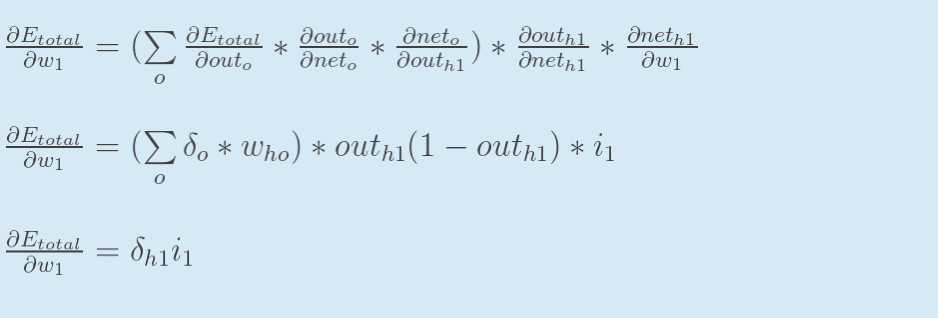 ∂E_total/∂w_1 = (∑_o ∂E_total/∂out_o * ∂out_o/∂net_o * ∂net_o/∂out_h1) * ∂out_h1/∂net_h1 * ∂net_h1/∂w_1
∂E_total/∂w_1 = (∑_o δ_o * w_ho) * out_h1(1 − out_h1) * i_1
∂E_total/∂w_1 = δ_h1 i_1